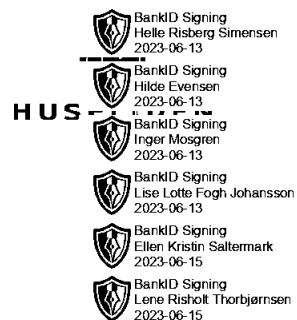 BankID Signing
Helle Risberg Simensen
2023-06-13
BankID Signing
Hilde Evensen
2023-06-13
BankID Signing
Inger Mosgren
2023-06-13
BankID Signing
Lise Lotte Fogh Johansson
2023-06-13
BankID Signing
Ellen Kristin Saltermark
2023-06-15
BankID Signing
Lene Risholt Thorbjørnsen
2023-06-15